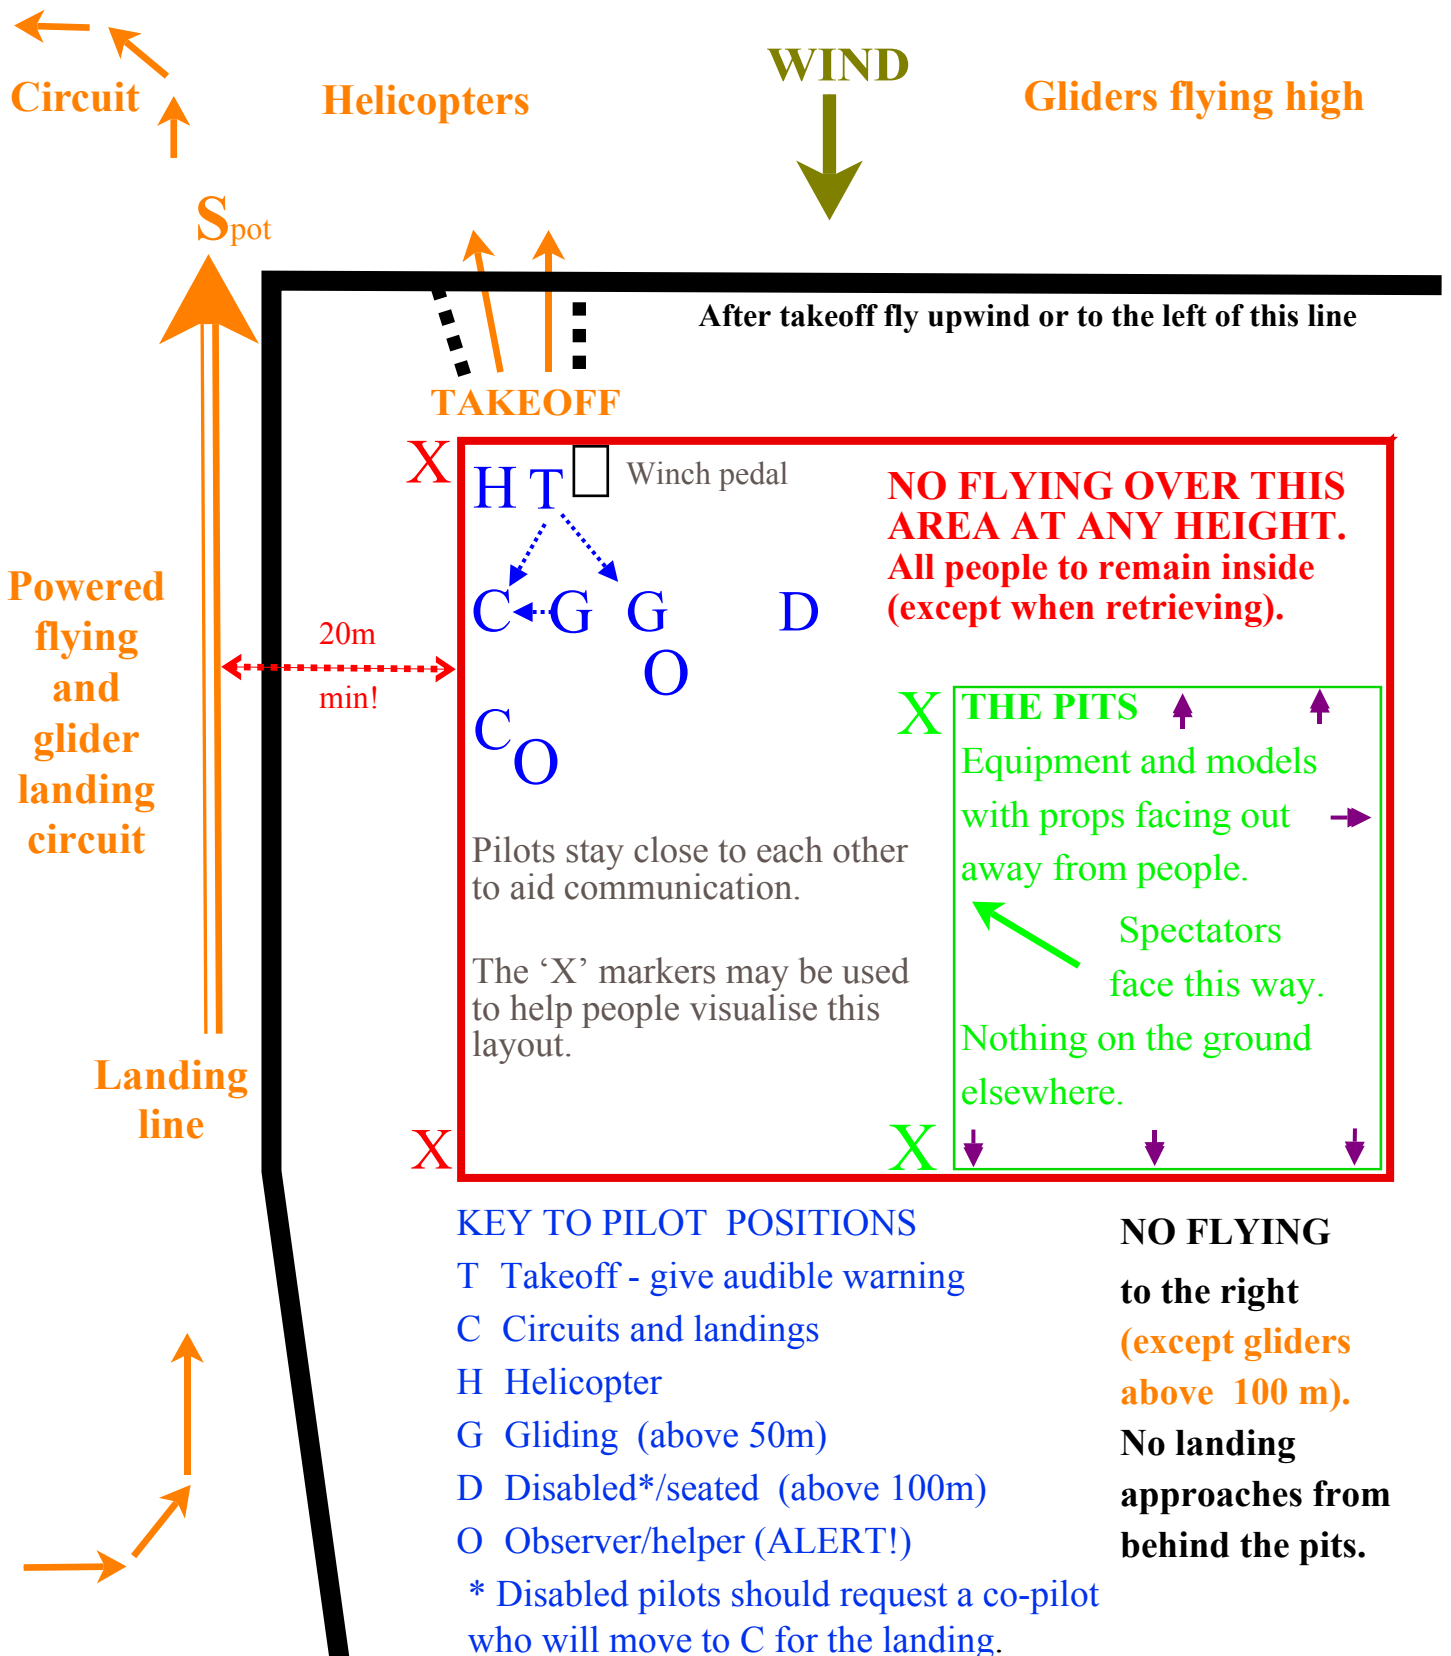 WIND
Circuit
Helicopters
Gliders flying high
Spot
After takeoff fly upwind or to the left of this line
TAKEOFF
X
H T
Winch pedal
NO FLYING OVER THIS
AREA AT ANY HEIGHT.
All people to remain inside
(except when retrieving).
C G G D
O
C
O
Powered
flying
and
glider
landing
circuit
20m
min!
X
THE PITS
Equipment and models
with props facing out
away from people.
Spectators
face this way.
Nothing on the ground
elsewhere.
X
Pilots stay close to each other
to aid communication.
The ‘X’ markers may be used
to help people visualise this
layout.
Landing
line
X
KEY TO PILOT POSITIONS
T Takeoff - give audible warning
C Circuits and landings
H Helicopter
G Gliding (above 50m)
D Disabled*/seated (above 100m)
O Observer/helper (ALERT!)
* Disabled pilots should request a co-pilot
who will move to C for the landing.
NO FLYING
to the right
(except gliders
above 100 m).
No landing
approaches from
behind the pits.